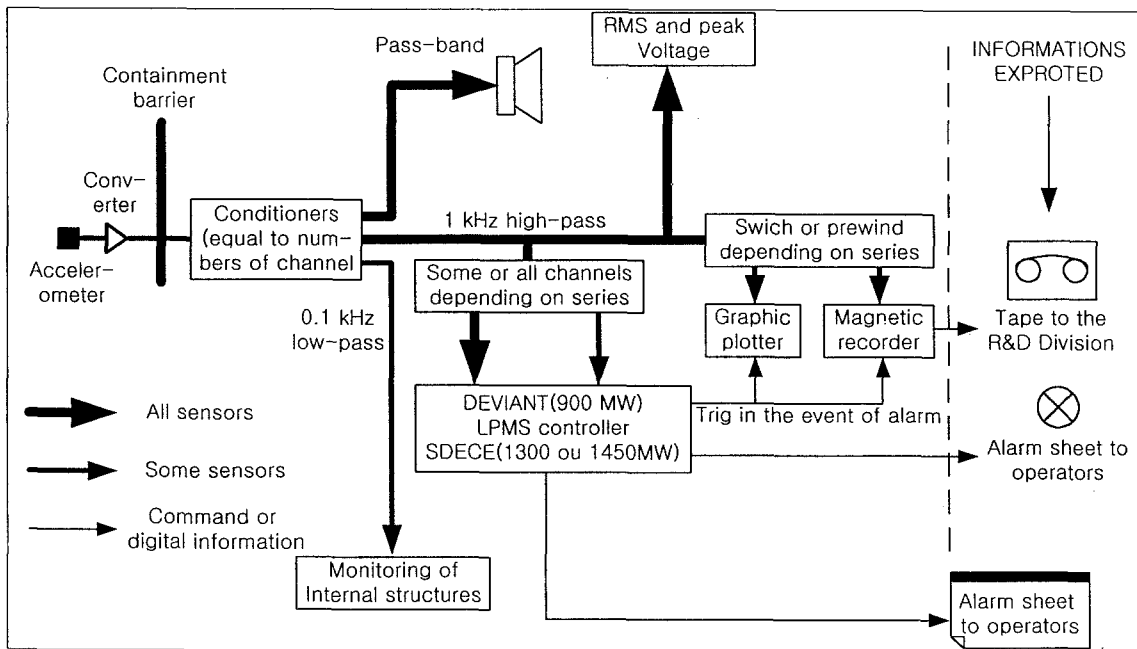 RMS and peak
Voltage
Pass-band
INFORMATIONS
EXPROTED
Containment
barrier
Conv-
erter
Acceler-
ometer
Conditioners
(equal to num-
bers of channel
1 kHz high-pass
Swich or prewind
depending on series
Some or all channels
depending on series
0.1 kHz
low-pass
Graphic
plotter
Magnetic
recorder
Tape to the
R&D Division
DEVIANT(900 MW)
LPMS controller
SDECE(1300 ou 1450MW)
Trig in the event of alarm
Alarm sheet to
operators
All sensors
Some sensors
Command or
digital information
Monitoring of
Internal structures
Alarm sheet
to operators